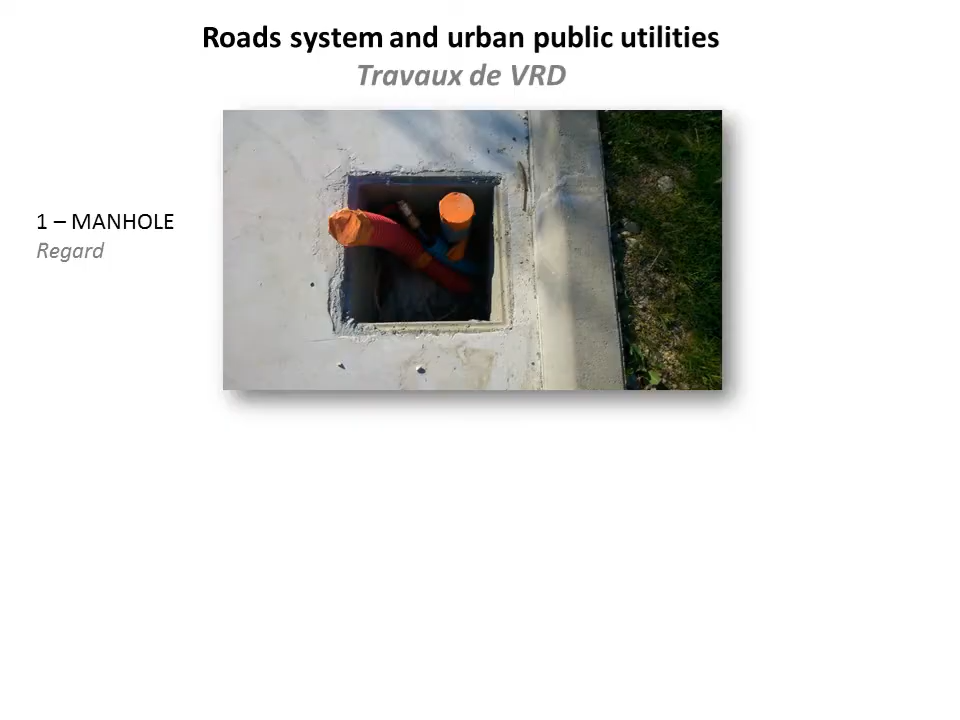 Roads system and urban public utilities
Travaux de VRD
1 – MANHOLE
Regard